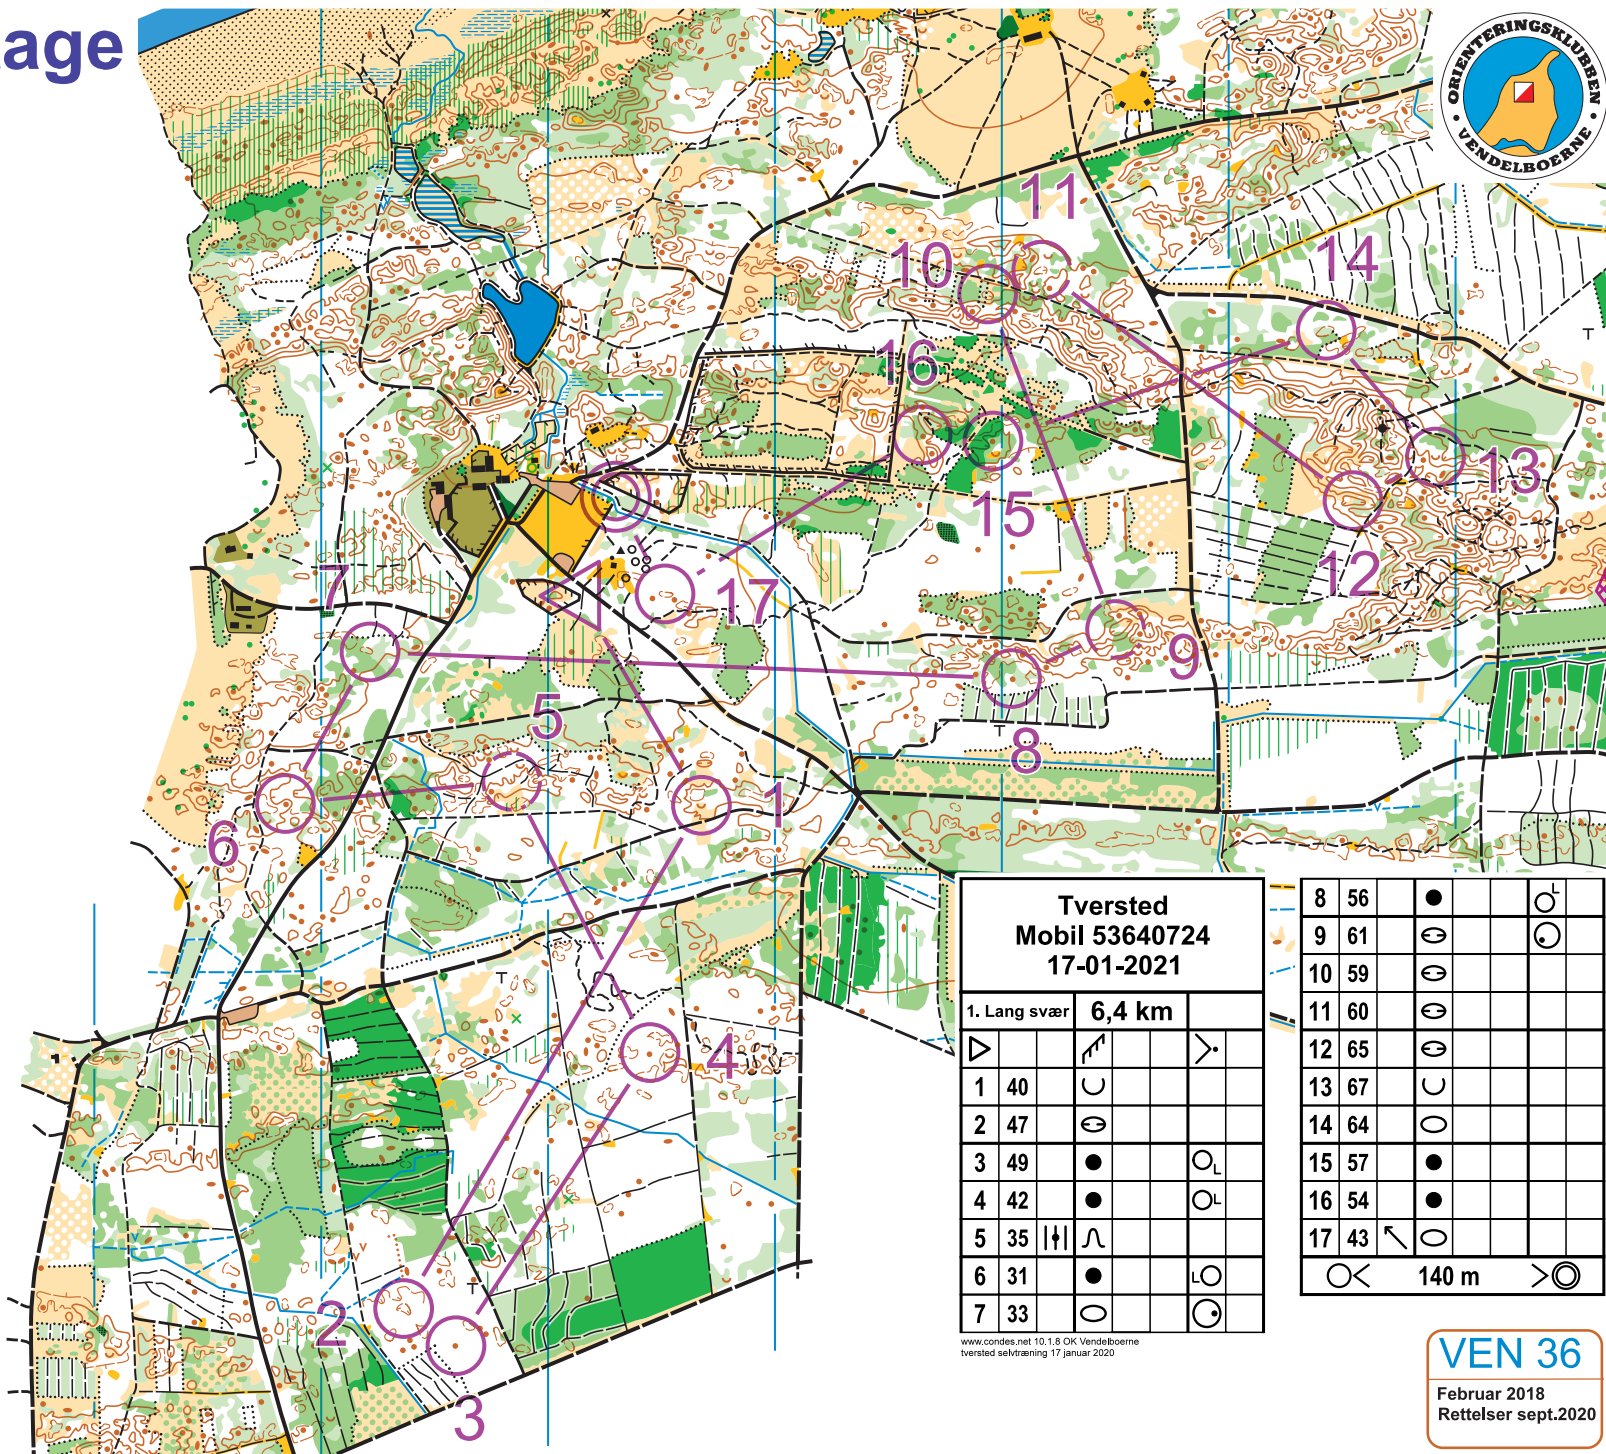 age
ORIENTERINGSKLUBBEN
• VENDELBOERNE •
11
10
14
16
13
15
12
7
17
9
5
8
1
6
4
2
3
Tversted
Mobil 53640724
17-01-2021
1. Lang svær 6,4 km
1 40
2 47
3 49
4 42
5 35
6 31
7 33
8 56
9 61
10 59
11 60
12 65
13 67
14 64
15 57
16 54
17 43
140 m
www.condes.net 10.1.8 OK Vendelboerne
tversted selvtræning 17 januar 2020
VEN 36
Februar 2018
Rettelser sept.2020